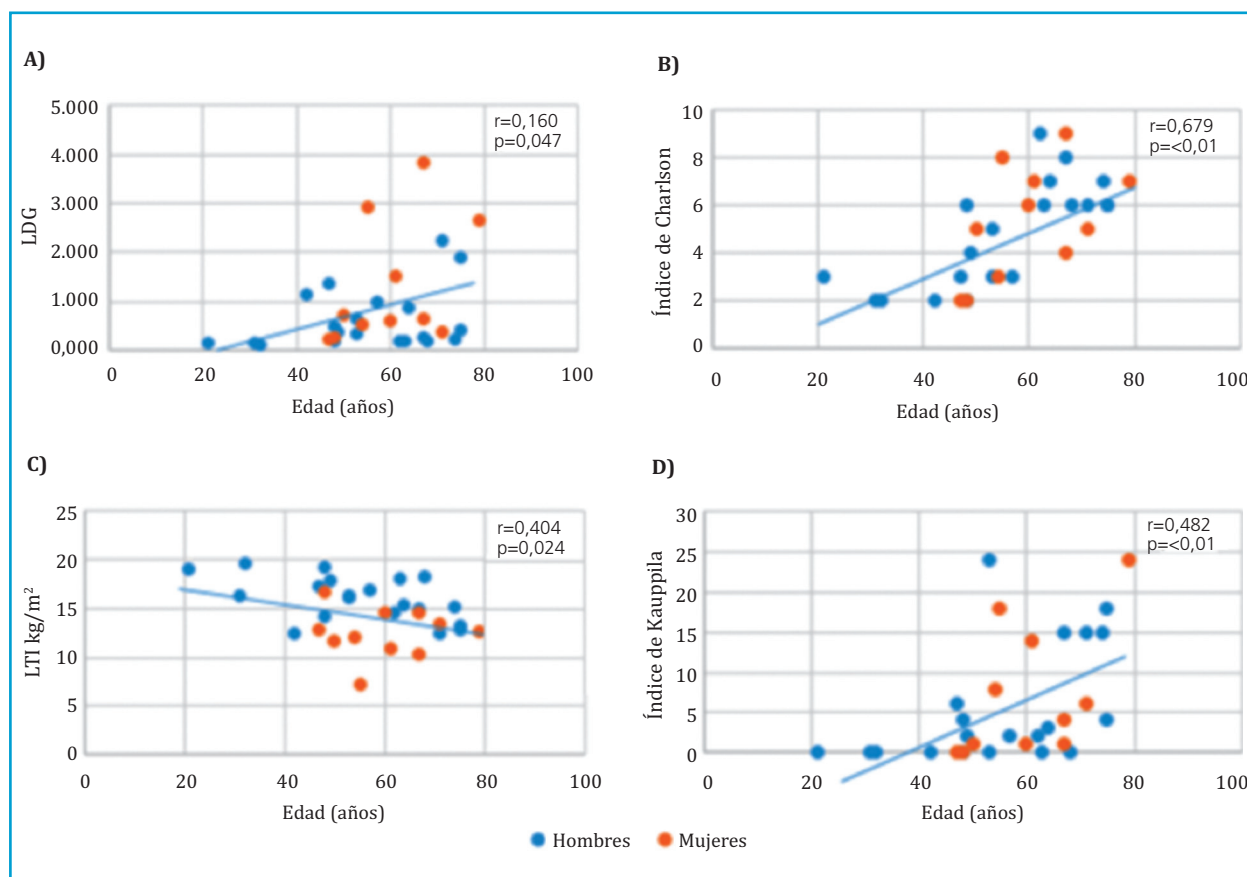 A)
LDG
5.000
4.000
3.000
2.000
1.000
0,000
r=0,160
p=0,047
0 20 40 60 80 100
Edad (años)
B)
Índice de Charlson
10
8
6
4
2
0
r=0,679
p=<0,01
0 20 40 60 80 100
Edad (años)
C)
LTI kg/m²
25
20
15
10
5
0
r=0,404
p=0,024
0 20 40 60 80 100
Edad (años)
D)
Índice de Kauppila
30
25
20
15
10
5
0
r=0,482
p=<0,01
0 20 40 60 80 100
Edad (años)
Hombres Mujeres